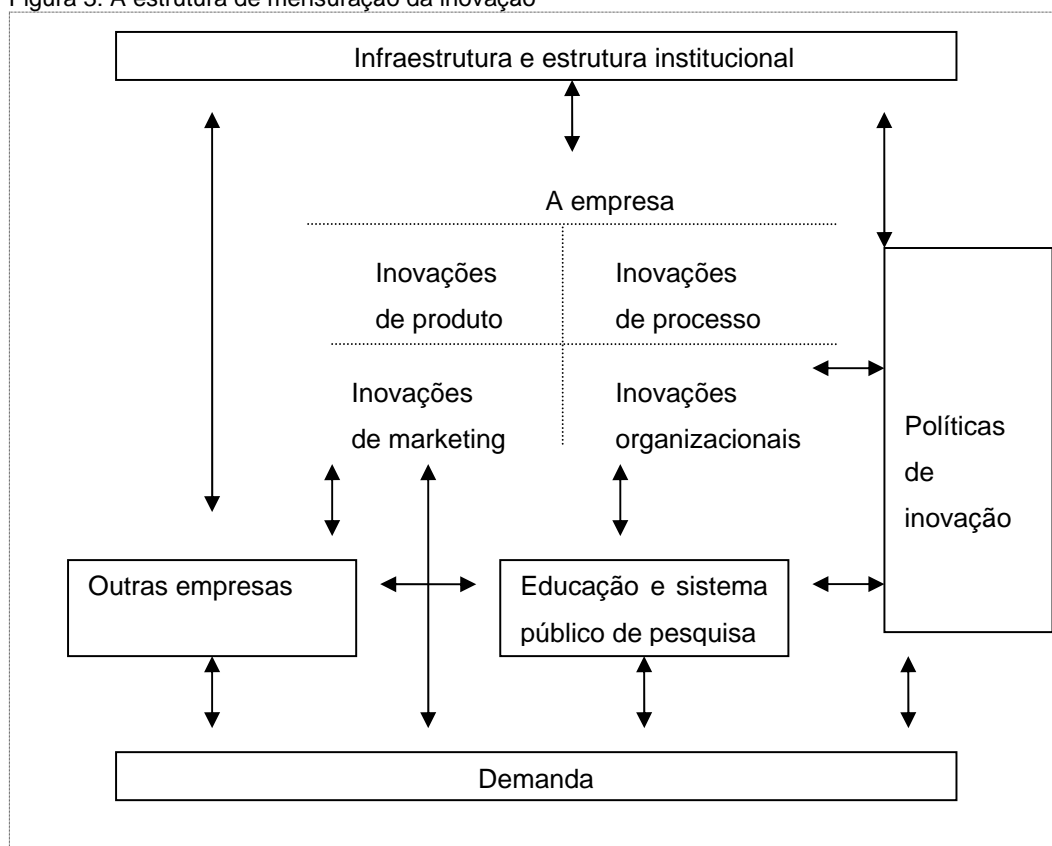 Figura 3: A estrutura de mensuração da inovação
Infraestrutura e estrutura institucional
A empresa
Inovações
de produto
Inovações
de processo
Inovações
de marketing
Inovações
organizacionais
Políticas
de
inovação
Outras empresas
Educação e sistema
público de pesquisa
Demanda